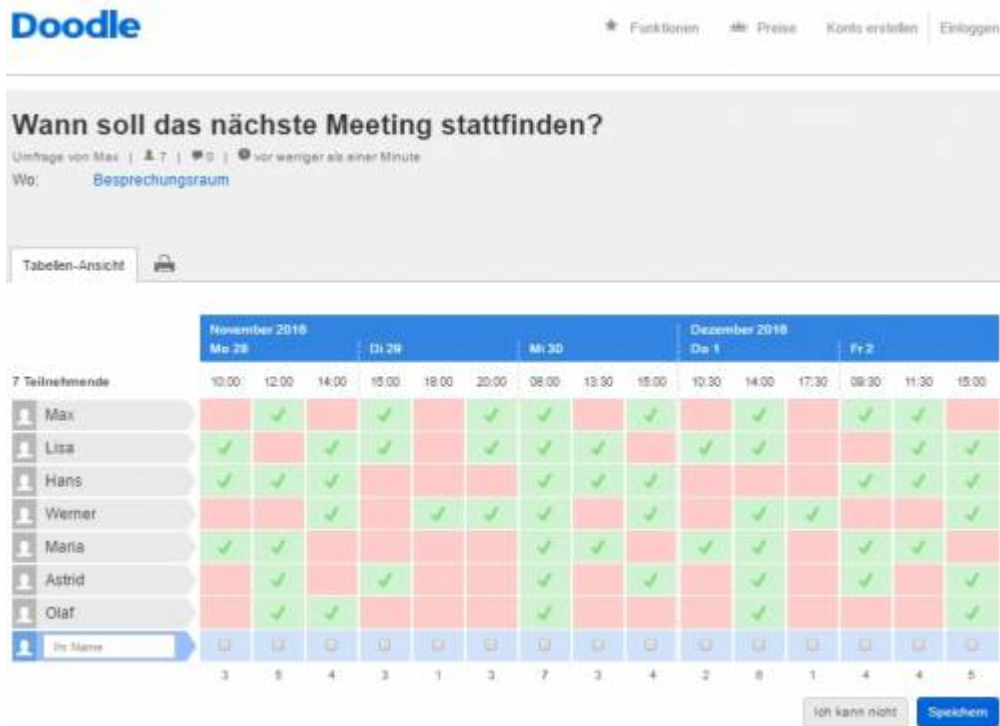 Doodle
Funktionen Preise Konto erstellen Einloggen
Wann soll das nächste Meeting stattfinden?
Umfrage von Max | 7 | 0 | vor weniger als einer Minute
Wo: Besprechungsraum
Tabellen-Ansicht
November 2016 Dezember 2016
Mo 28 Di 29 Mi 30 Do 1 Fr 2
7 Teilnehmende 10:00 12:00 14:00 15:00 18:00 20:00 08:00 13:30 15:00 10:30 14:00 17:30 09:30 11:30 15:00
Max
Lisa
Hans
Werner
Maria
Astrid
Olaf
Ihr Name
3 5 4 3 1 3 7 3 4 2 6 1 4 4 5
Ich kann nicht Speichern